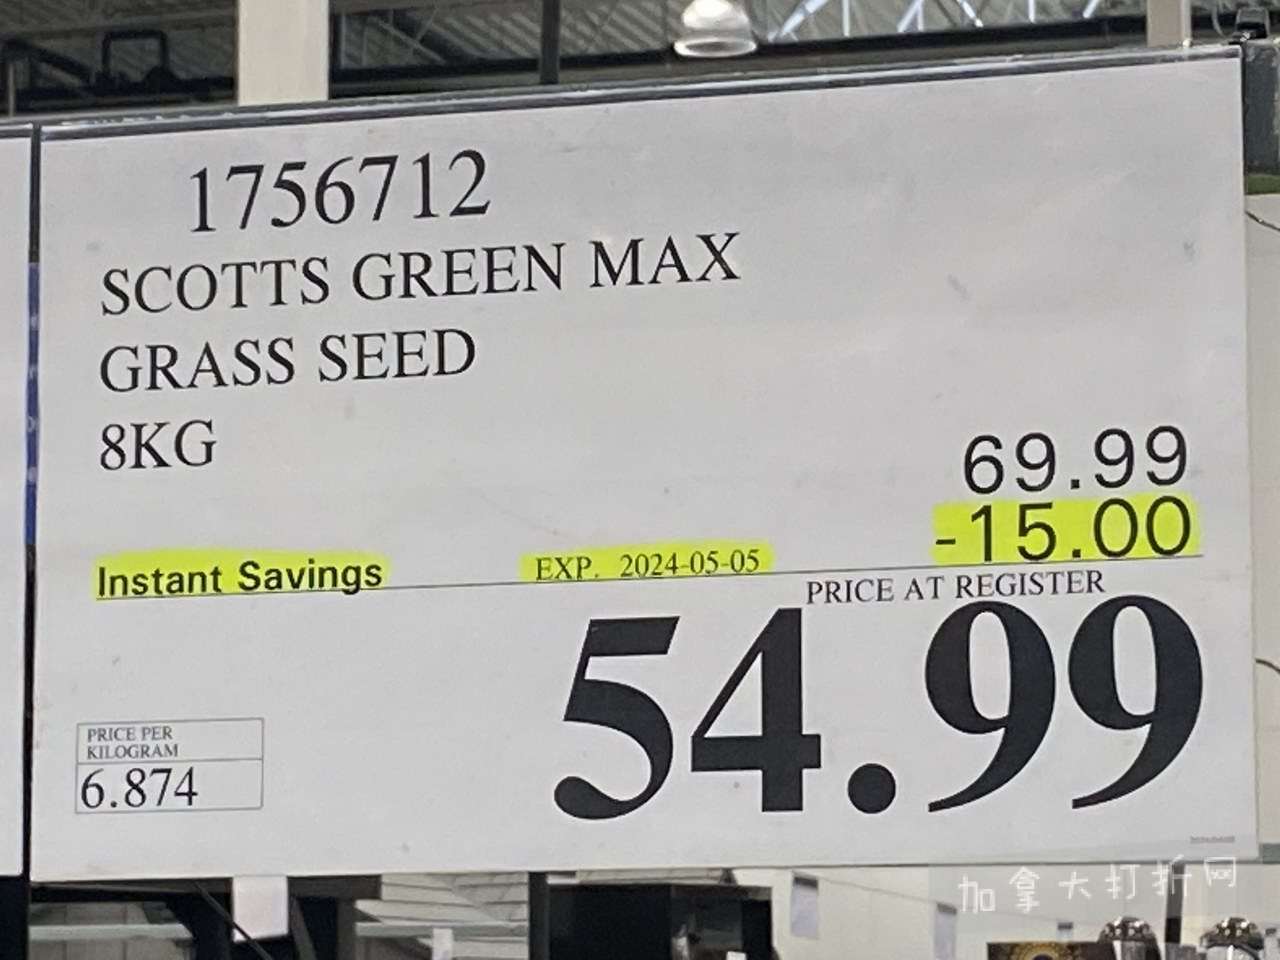 1756712
SCOTTS GREEN MAX
GRASS SEED
8KG
69.99
-15.00
Instant Savings EXP. 2024-05-05
PRICE AT REGISTER
54.99
PRICE PER
KILOGRAM
6.874
加拿大打折网